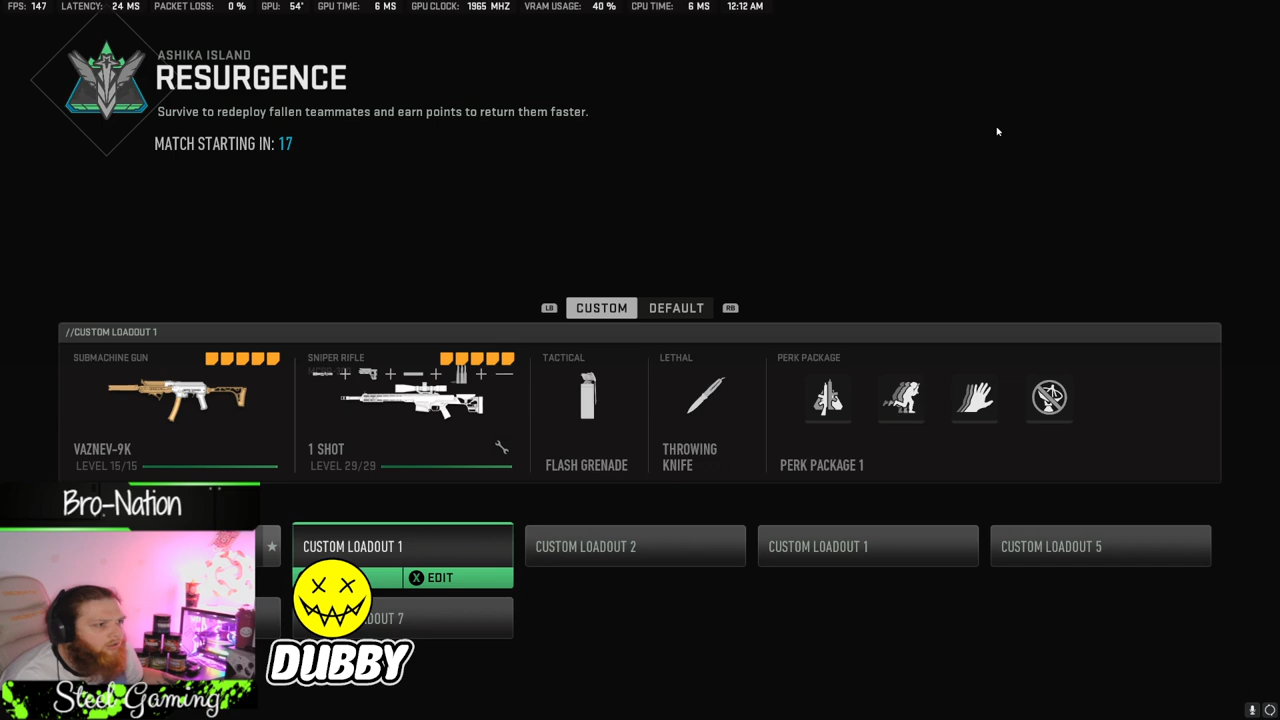 FPS: 147 LATENCY: 24 MS PACKET LOSS: 0 % GPU: 54° GPU TIME: 6 MS GPU CLOCK: 1965 MHZ VRAM USAGE: 40 % CPU TIME: 6 MS 12:12 AM
ASHIKA ISLAND
RESURGENCE
Survive to redeploy fallen teammates and earn points to return them faster.
MATCH STARTING IN: 17
LB CUSTOM DEFAULT RB
//CUSTOM LOADOUT 1
SUBMACHINE GUN SNIPER RIFLE TACTICAL LETHAL PERK PACKAGE
VAZNEV-9K 1 SHOT FLASH GRENADE THROWING KNIFE PERK PACKAGE 1
LEVEL 15/15 LEVEL 29/29
Bro-Nation
CUSTOM LOADOUT 1 CUSTOM LOADOUT 2 CUSTOM LOADOUT 1 CUSTOM LOADOUT 5
X EDIT
OUT 7
DUBBY
Steel Gaming